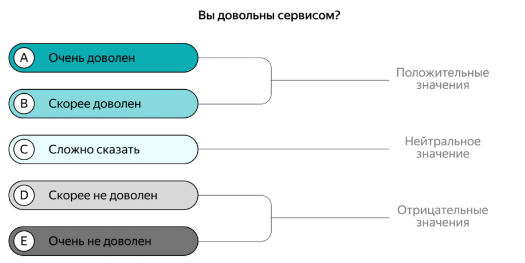 Вы довольны сервисом?
A Очень доволен
B Скорее доволен
Положительные
значения
C Сложно сказать
Нейтральное
значение
D Скорее не доволен
E Очень не доволен
Отрицательные
значения